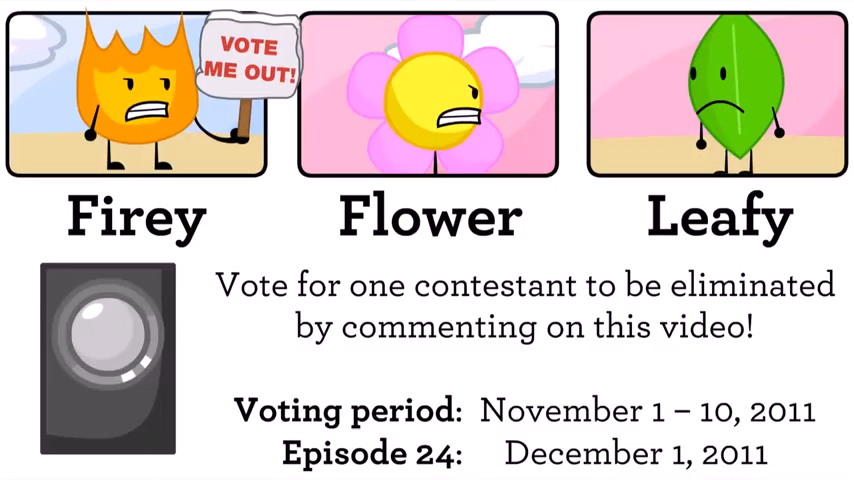 VOTE
ME OUT!
Firey
Flower
Leafy
Vote for one contestant to be eliminated
by commenting on this video!
Voting period: November 1 – 10, 2011
Episode 24: December 1, 2011